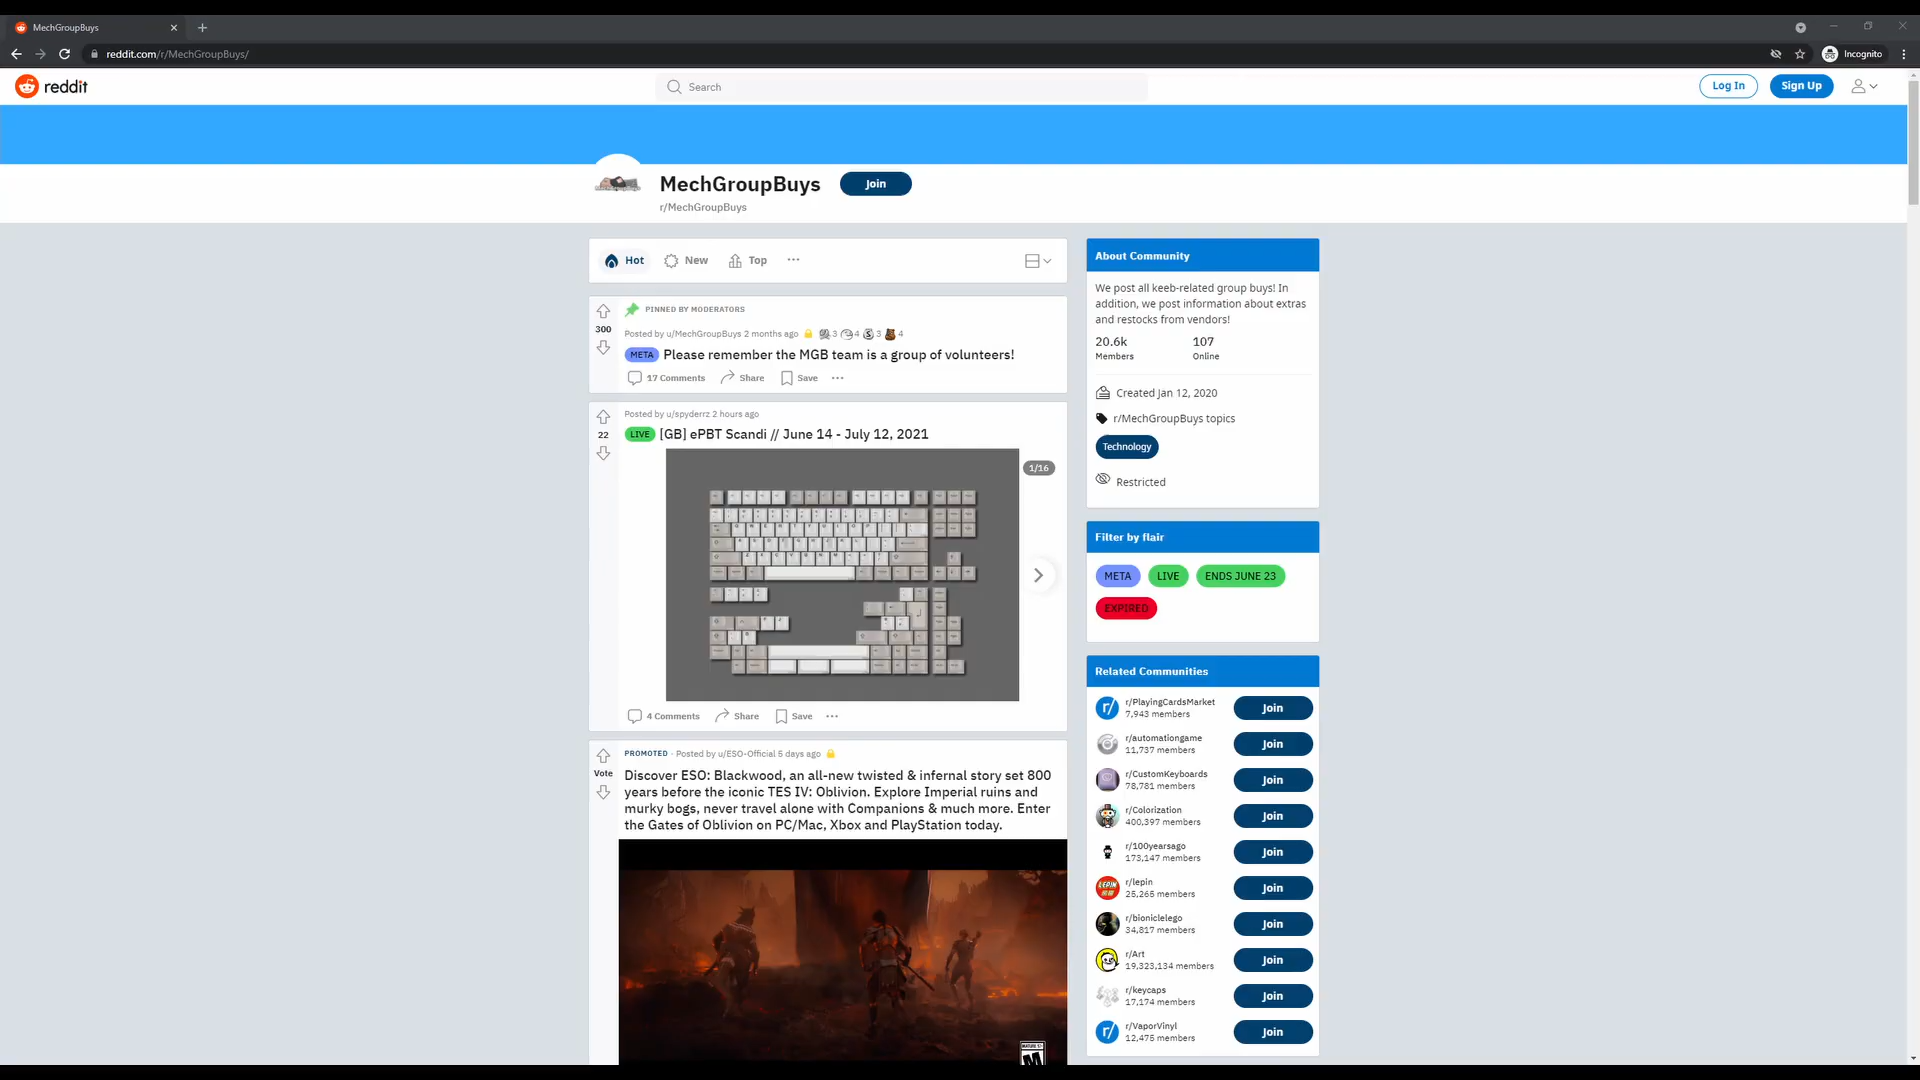 MechGroupBuys
reddit.com/r/MechGroupBuys/
Incognito
reddit
Search
Log In
Sign Up
MechGroupBuys
Join
r/MechGroupBuys
Hot
New
Top
PINNED BY MODERATORS
Posted by u/MechGroupBuys 2 months ago 3 4 3 4
300
META Please remember the MGB team is a group of volunteers!
17 Comments Share Save
Posted by u/spyderrz 2 hours ago
22
LIVE [GB] ePBT Scandi // June 14 - July 12, 2021
1/16
4 Comments Share Save
PROMOTED · Posted by u/ESO-Official 5 days ago
Vote
Discover ESO: Blackwood, an all-new twisted & infernal story set 800
years before the iconic TES IV: Oblivion. Explore Imperial ruins and
murky bogs, never travel alone with Companions & much more. Enter
the Gates of Oblivion on PC/Mac, Xbox and PlayStation today.
M
About Community
We post all keeb-related group buys! In
addition, we post information about extras
and restocks from vendors!
20.6k 107
Members Online
Created Jan 12, 2020
r/MechGroupBuys topics
Technology
Restricted
Filter by flair
META LIVE ENDS JUNE 23
EXPIRED
Related Communities
r/PlayingCardsMarket
7,943 members
Join
r/automationgame
11,737 members
Join
r/CustomKeyboards
78,781 members
Join
r/Colorization
400,397 members
Join
r/100yearsago
173,147 members
Join
r/lepin
25,265 members
Join
r/bioniclelego
34,817 members
Join
r/Art
19,323,134 members
Join
r/keycaps
17,174 members
Join
r/VaporVinyl
12,475 members
Join